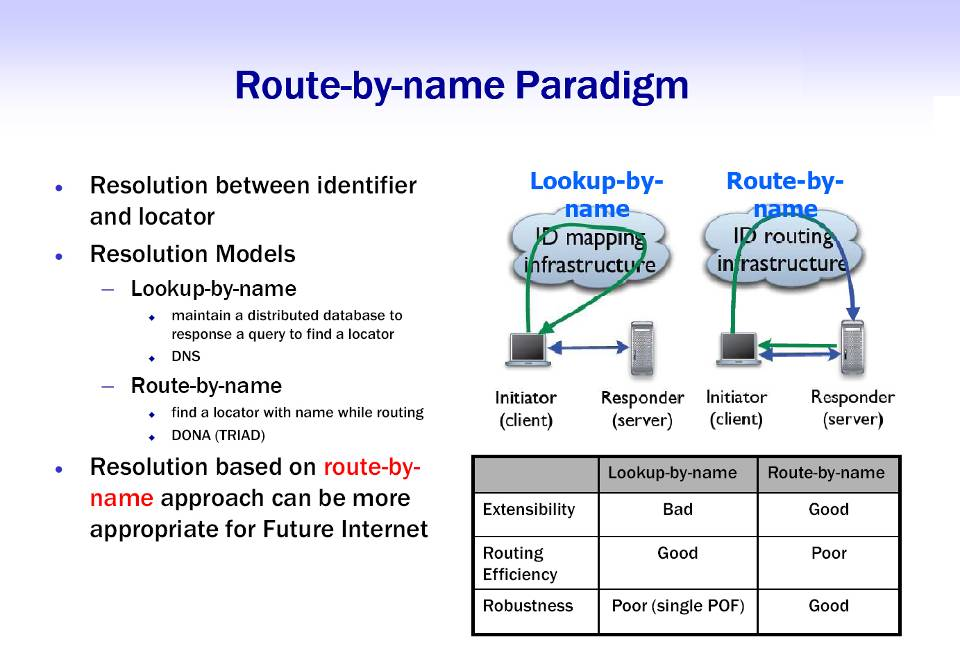 Route-by-name Paradigm
• Resolution between identifier
and locator
• Resolution Models
– Lookup-by-name
◆ maintain a distributed database to
response a query to find a locator
◆ DNS
– Route-by-name
◆ find a locator with name while routing
◆ DONA (TRIAD)
• Resolution based on route-by-
name approach can be more
appropriate for Future Internet
Lookup-by-
name
ID mapping
infrastructure
Initiator
(client)
Responder
(server)
Route-by-
name
ID routing
infrastructure
Initiator
(client)
Responder
(server)
Lookup-by-name Route-by-name
Extensibility Bad Good
Routing
Efficiency Good Poor
Robustness Poor (single POF) Good